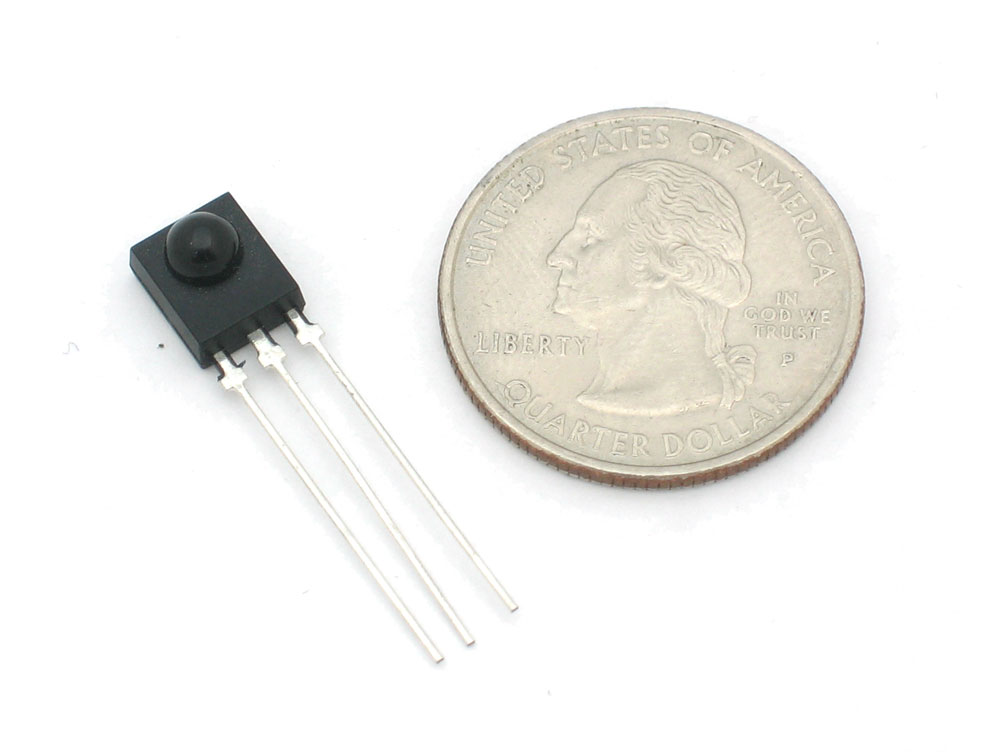 UNITED STATES OF AMERICA
LIBERTY
IN
GOD WE
TRUST
P
QUARTER DOLLAR